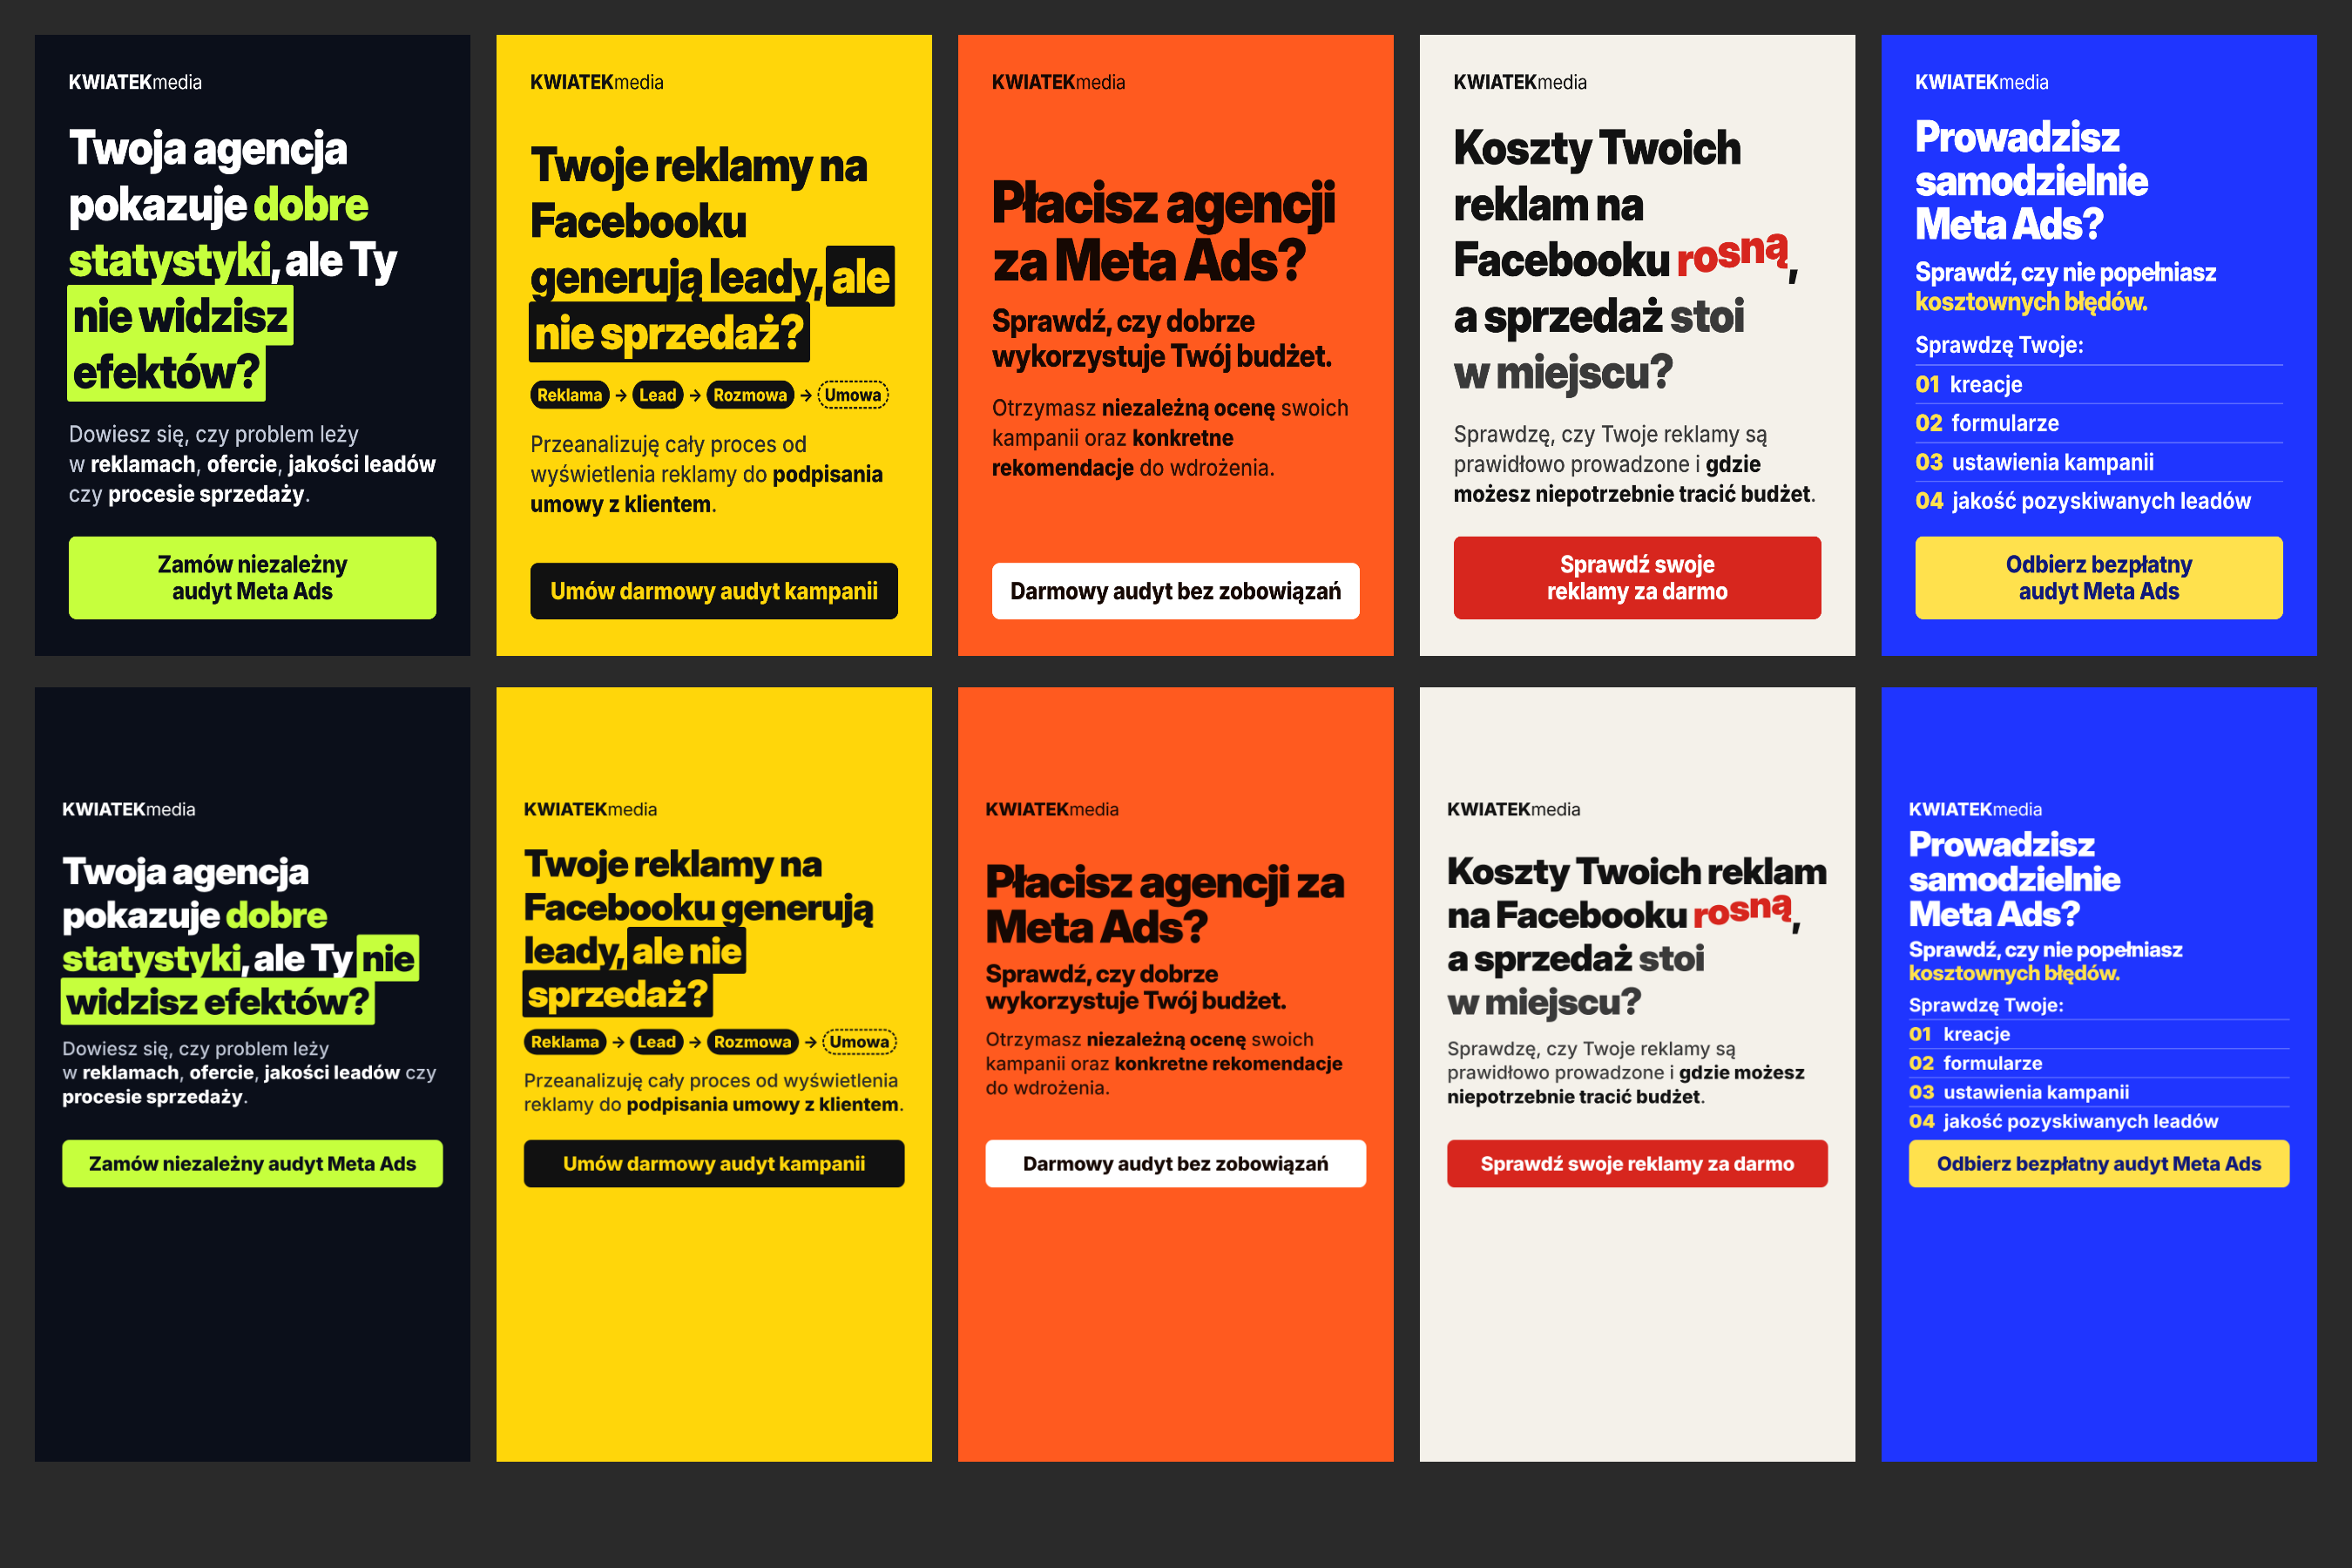 KWIATEKmedia
Twoja agencja
pokazuje dobre
statystyki, ale Ty
nie widzisz
efektów?
Dowiesz się, czy problem leży
w reklamach, ofercie, jakości leadów
czy procesie sprzedaży.
Zamów niezależny
audyt Meta Ads
KWIATEKmedia
Twoje reklamy na
Facebooku
generują leady, ale
nie sprzedaż?
Reklama → Lead → Rozmowa → Umowa
Przeanalizuję cały proces od
wyświetlenia reklamy do podpisania
umowy z klientem.
Umów darmowy audyt kampanii
KWIATEKmedia
Płacisz agencji
za Meta Ads?
Sprawdź, czy dobrze
wykorzystuje Twój budżet.
Otrzymasz niezależną ocenę swoich
kampanii oraz konkretne
rekomendacje do wdrożenia.
Darmowy audyt bez zobowiązań
KWIATEKmedia
Koszty Twoich
reklam na
Facebooku rosną,
a sprzedaż stoi
w miejscu?
Sprawdzę, czy Twoje reklamy są
prawidłowo prowadzone i gdzie
możesz niepotrzebnie tracić budżet.
Sprawdź swoje
reklamy za darmo
KWIATEKmedia
Prowadzisz
samodzielnie
Meta Ads?
Sprawdź, czy nie popełniasz
kosztownych błędów.
Sprawdzę Twoje:
01 kreacje
02 formularze
03 ustawienia kampanii
04 jakość pozyskiwanych leadów
Odbierz bezpłatny
audyt Meta Ads
KWIATEKmedia
Twoja agencja
pokazuje dobre
statystyki, ale Ty nie
widzisz efektów?
Dowiesz się, czy problem leży
w reklamach, ofercie, jakości leadów czy
procesie sprzedaży.
Zamów niezależny audyt Meta Ads
KWIATEKmedia
Twoje reklamy na
Facebooku generują
leady, ale nie
sprzedaż?
Reklama → Lead → Rozmowa → Umowa
Przeanalizuję cały proces od wyświetlenia
reklamy do podpisania umowy z klientem.
Umów darmowy audyt kampanii
KWIATEKmedia
Płacisz agencji za
Meta Ads?
Sprawdź, czy dobrze
wykorzystuje Twój budżet.
Otrzymasz niezależną ocenę swoich
kampanii oraz konkretne rekomendacje
do wdrożenia.
Darmowy audyt bez zobowiązań
KWIATEKmedia
Koszty Twoich reklam
na Facebooku rosną,
a sprzedaż stoi
w miejscu?
Sprawdzę, czy Twoje reklamy są
prawidłowo prowadzone i gdzie możesz
niepotrzebnie tracić budżet.
Sprawdź swoje reklamy za darmo
KWIATEKmedia
Prowadzisz
samodzielnie
Meta Ads?
Sprawdź, czy nie popełniasz
kosztownych błędów.
Sprawdzę Twoje:
01 kreacje
02 formularze
03 ustawienia kampanii
04 jakość pozyskiwanych leadów
Odbierz bezpłatny audyt Meta Ads